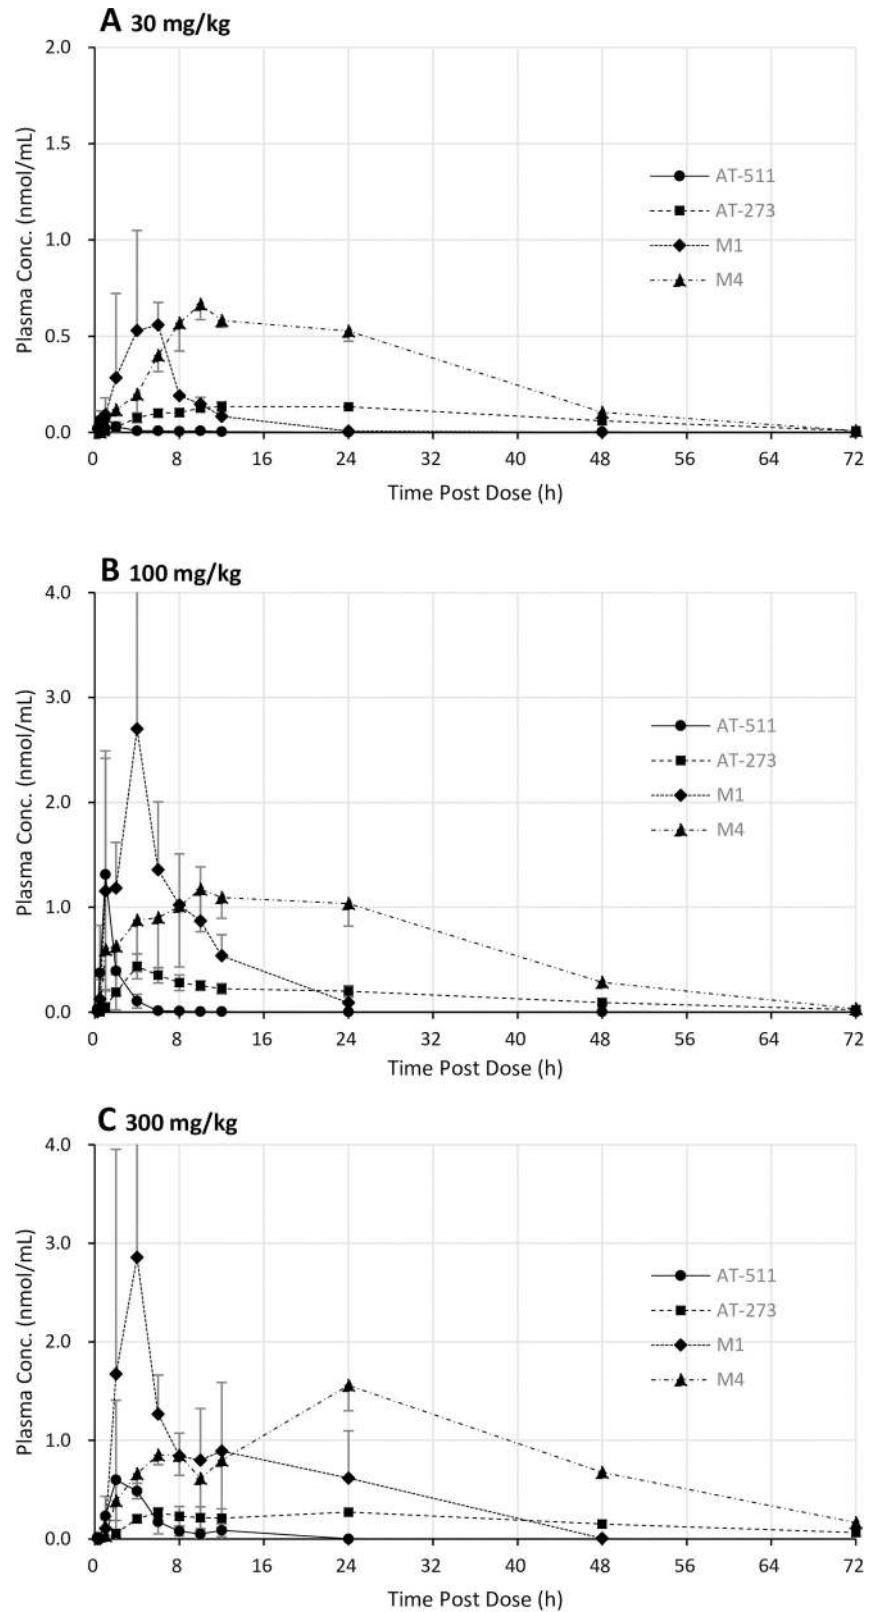 A 30 mg/kg
2.0
1.5
1.0
0.5
0.0
Plasma Conc. (nmol/mL)
AT-511
AT-273
M1
M4
0 8 16 24 32 40 48 56 64 72
Time Post Dose (h)
B 100 mg/kg
4.0
3.0
2.0
1.0
0.0
Plasma Conc. (nmol/mL)
AT-511
AT-273
M1
M4
0 8 16 24 32 40 48 56 64 72
Time Post Dose (h)
C 300 mg/kg
4.0
3.0
2.0
1.0
0.0
Plasma Conc. (nmol/mL)
AT-511
AT-273
M1
M4
0 8 16 24 32 40 48 56 64 72
Time Post Dose (h)